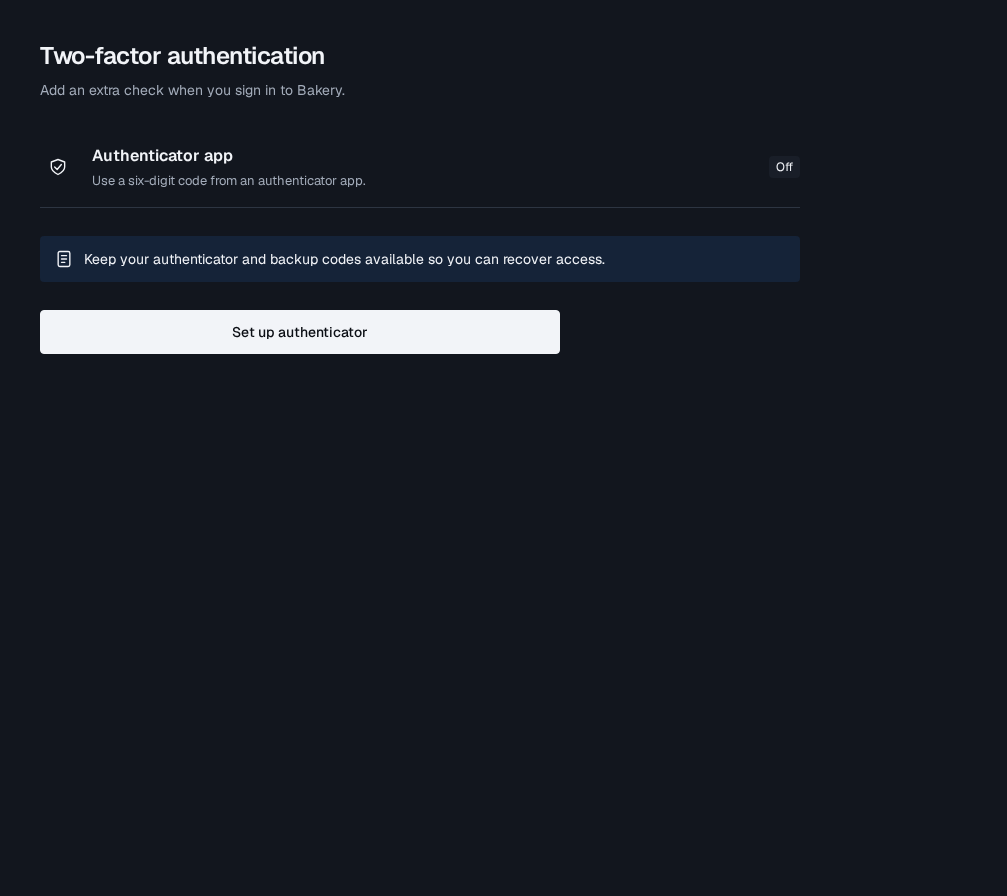 Two-factor authentication
Add an extra check when you sign in to Bakery.
Authenticator app
Use a six-digit code from an authenticator app.
Off
Keep your authenticator and backup codes available so you can recover access.
Set up authenticator